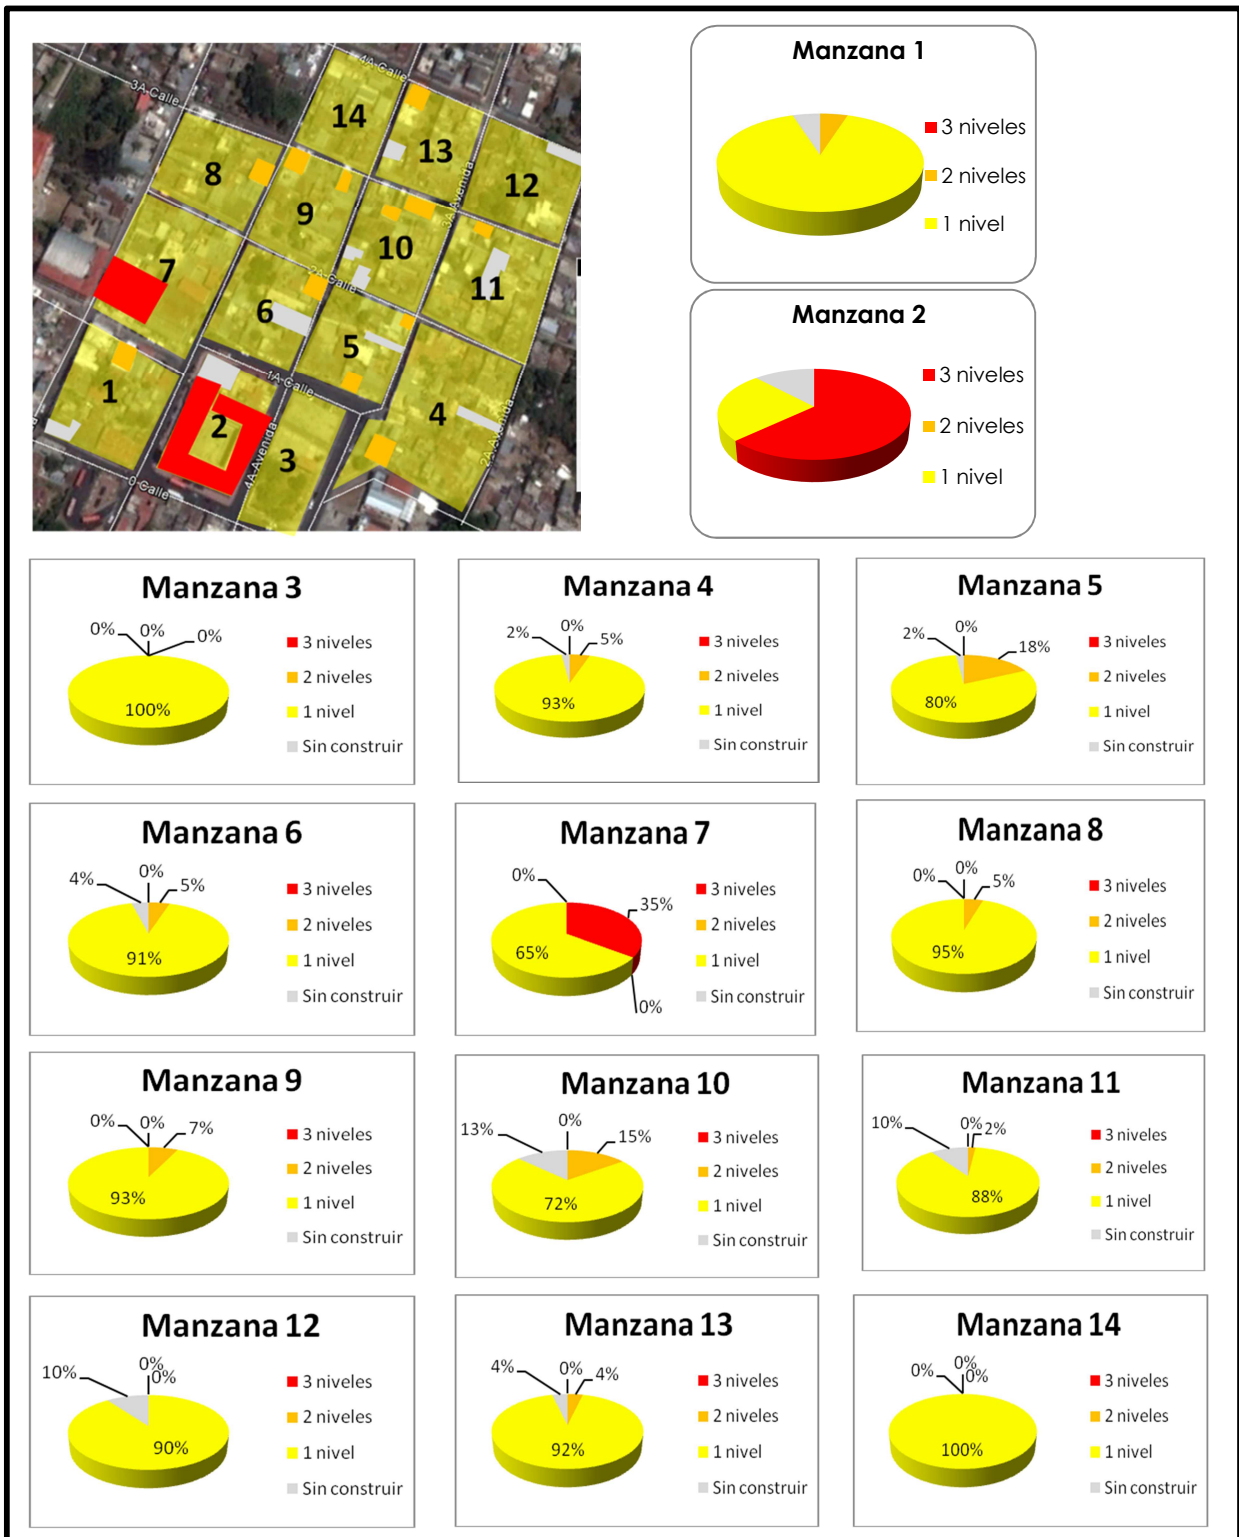 3A Calle
4A Calle
14
13
8
12
9
3A Avenida
10
7
2A Calle
11
6
5
1
1A Calle
2
4
3
4A Avenida
2A Avenida
0 Calle
Manzana 1
3 niveles
2 niveles
1 nivel
Manzana 2
3 niveles
2 niveles
1 nivel
Manzana 3
0% 0% 0%
100%
3 niveles
2 niveles
1 nivel
Sin construir
Manzana 4
2% 0% 5%
93%
3 niveles
2 niveles
1 nivel
Sin construir
Manzana 5
2% 0% 18%
80%
3 niveles
2 niveles
1 nivel
Sin construir
Manzana 6
4% 0% 5%
91%
3 niveles
2 niveles
1 nivel
Sin construir
Manzana 7
0% 35%
65%
0%
3 niveles
2 niveles
1 nivel
Sin construir
Manzana 8
0% 0% 5%
95%
3 niveles
2 niveles
1 nivel
Sin construir
Manzana 9
0% 0% 7%
93%
3 niveles
2 niveles
1 nivel
Sin construir
Manzana 10
13% 0% 15%
72%
3 niveles
2 niveles
1 nivel
Sin construir
Manzana 11
10% 0% 2%
88%
3 niveles
2 niveles
1 nivel
Sin construir
Manzana 12
10% 0% 0%
90%
3 niveles
2 niveles
1 nivel
Sin construir
Manzana 13
4% 0% 4%
92%
3 niveles
2 niveles
1 nivel
Sin construir
Manzana 14
0% 0% 0%
100%
3 niveles
2 niveles
1 nivel
Sin construir